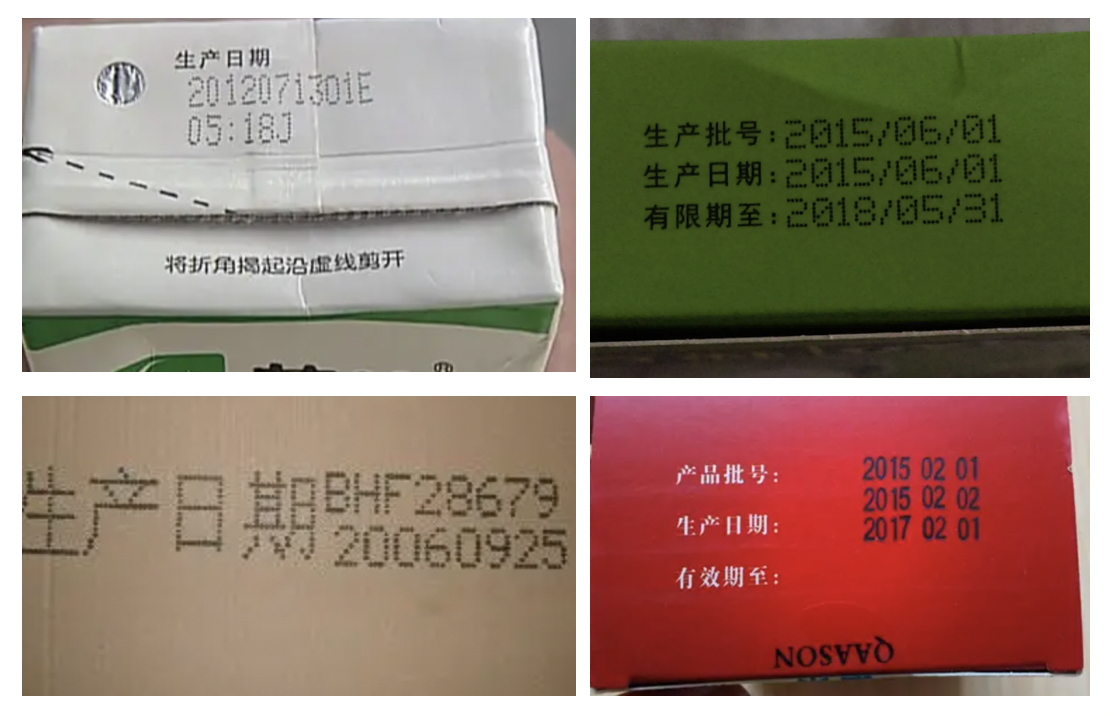 生产日期
2012071301E
05:18J
将折角揭起沿虚线剪开
生产批号:2015/06/01
生产日期:2015/06/01
有限期至:2018/05/31
生产日期BHF28679
20060925
产品批号: 2015 02 01
2015 02 02
生产日期: 2017 02 01
有效期至:
QAASON